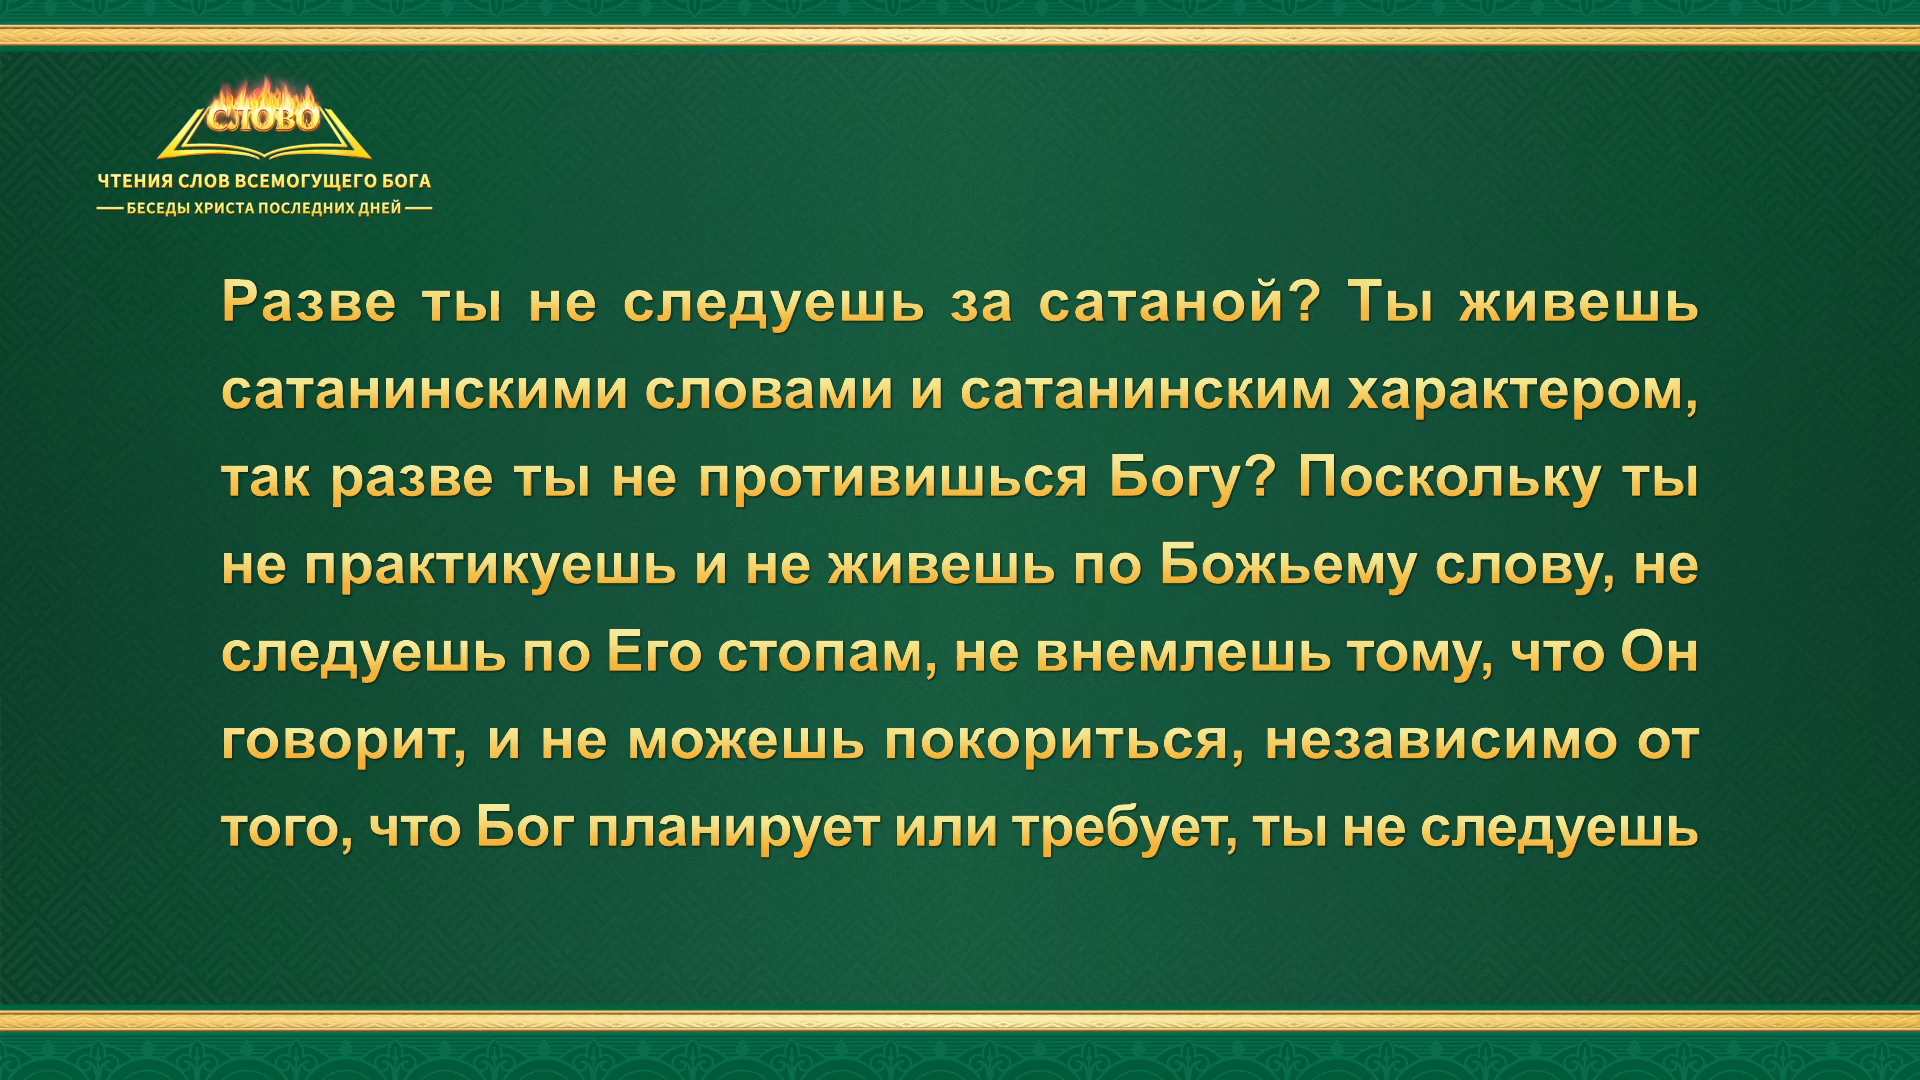 СЛОВО
ЧТЕНИЯ СЛОВ ВСЕМОГУЩЕГО БОГА
БЕСЕДЫ ХРИСТА ПОСЛЕДНИХ ДНЕЙ
Разве ты не следуешь за сатаной? Ты живешь
сатанинскими словами и сатанинским характером,
так разве ты не противишься Богу? Поскольку ты
не практикуешь и не живешь по Божьему слову, не
следуешь по Его стопам, не внемлешь тому, что Он
говорит, и не можешь покориться, независимо от
того, что Бог планирует или требует, ты не следуешь